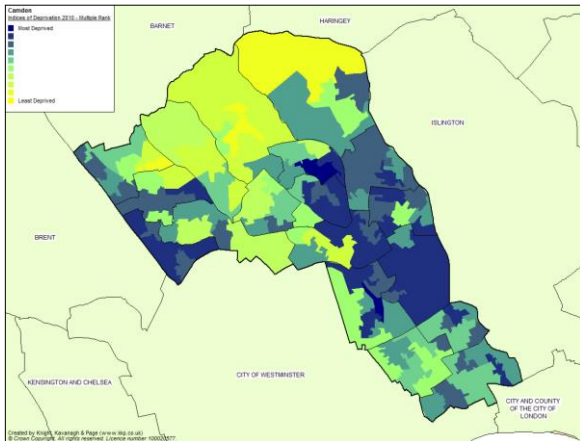 Camden
Indices of Deprivation 2010 - Multiple Rank
Most Deprived
Least Deprived
BARNET
HARINGEY
ISLINGTON
BRENT
CITY OF WESTMINSTER
KENSINGTON AND CHELSEA
CITY AND COUNTY
OF THE CITY OF
LONDON
Created by Knight, Kavanagh & Page (www.kkp.co.uk)
© Crown Copyright. All rights reserved. Licence number 100020577